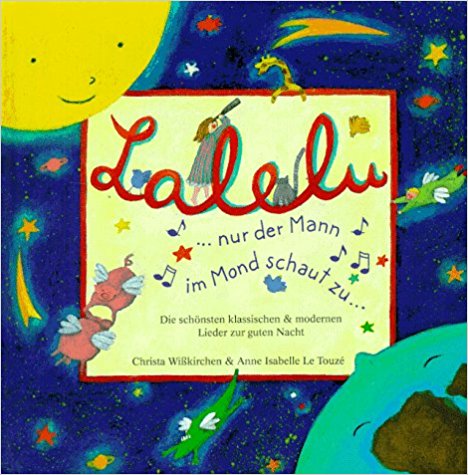 Lalelu
... nur der Mann
im Mond schaut zu...
Die schönsten klassischen & modernen
Lieder zur guten Nacht
Christa Wißkirchen & Anne Isabelle Le Touzé